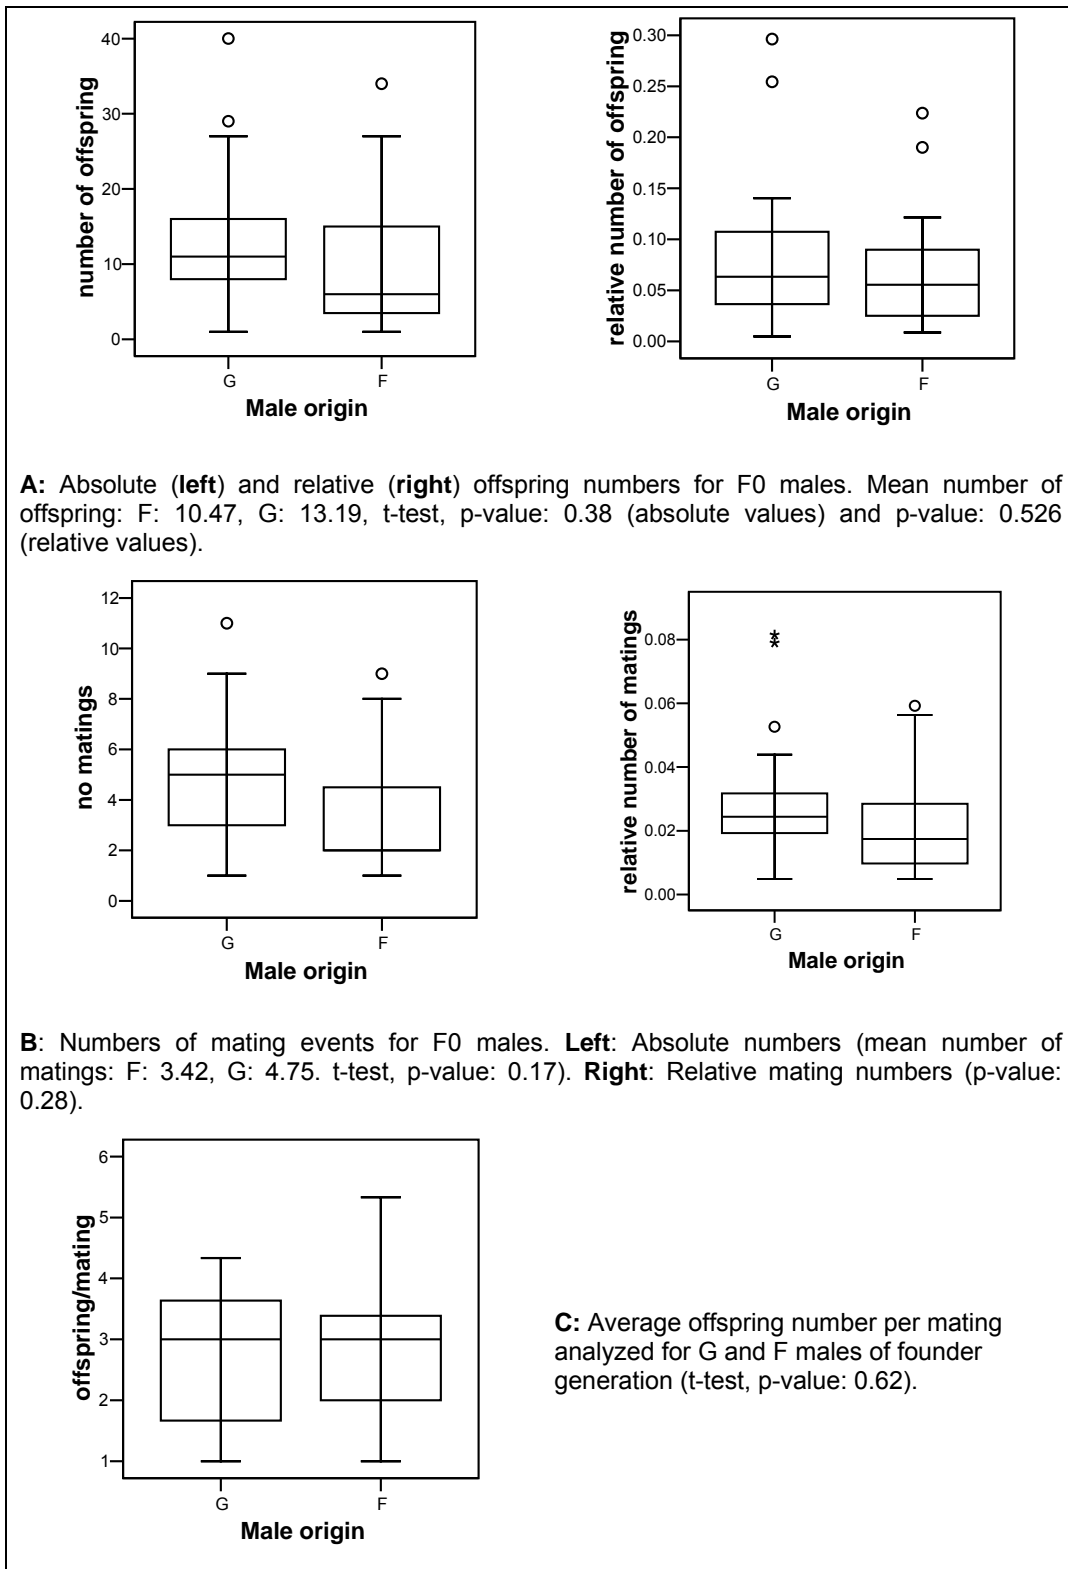 number of offspring
40
30
20
10
0
G
F
Male origin
relative number of offspring
0.30
0.25
0.20
0.15
0.10
0.05
0.00
G
F
Male origin
A: Absolute (left) and relative (right) offspring numbers for F0 males. Mean number of
offspring: F: 10.47, G: 13.19, t-test, p-value: 0.38 (absolute values) and p-value: 0.526
(relative values).
no matings
12
10
8
6
4
2
0
G
F
Male origin
relative number of matings
0.08
0.06
0.04
0.02
0.00
G
F
Male origin
B: Numbers of mating events for F0 males. Left: Absolute numbers (mean number of
matings: F: 3.42, G: 4.75. t-test, p-value: 0.17). Right: Relative mating numbers (p-value:
0.28).
offspring/mating
6
5
4
3
2
1
G
F
Male origin
C: Average offspring number per mating
analyzed for G and F males of founder
generation (t-test, p-value: 0.62).